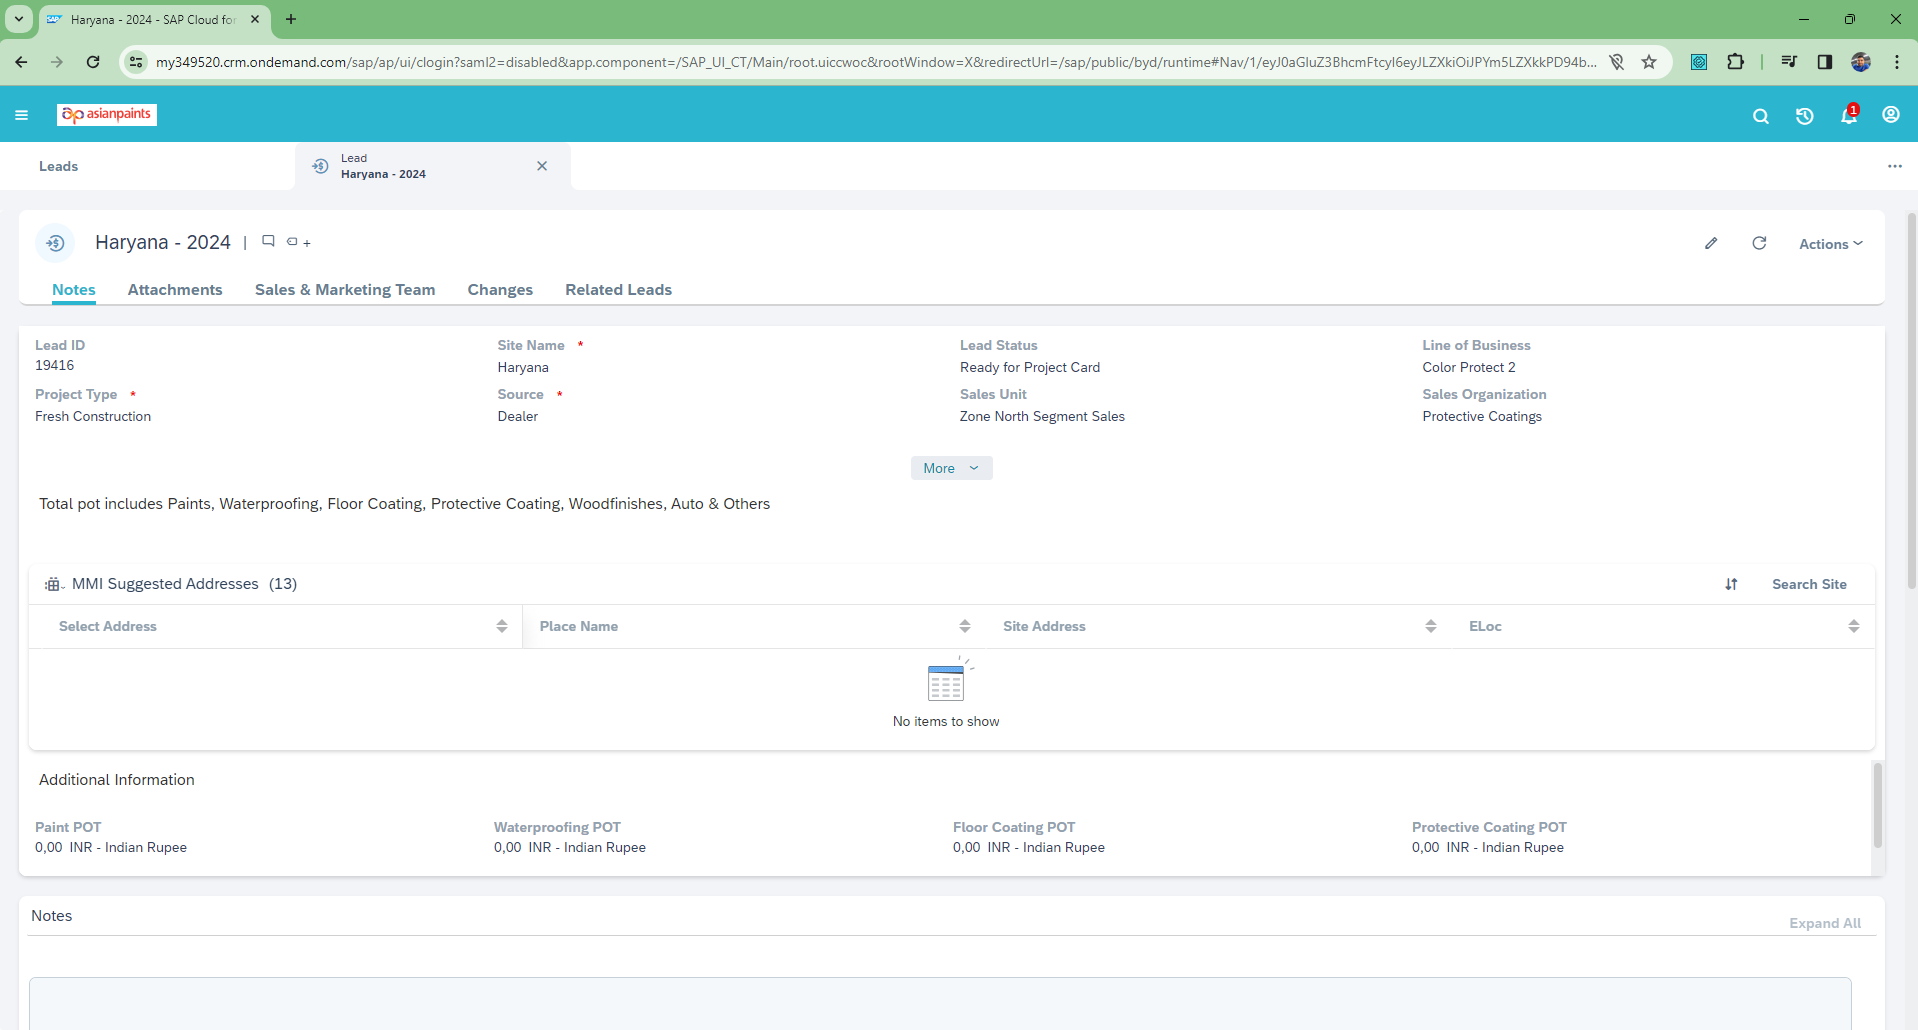 Haryana - 2024 - SAP Cloud for
my349520.crm.ondemand.com/sap/ap/ui/clogin?saml2=disabled&app.component=/SAP_UI_CT/Main/root.uiccwoc&rootWindow=X&redirectUrl=/sap/public/byd/runtime#Nav/1/eyJ0aGluZ3BhcmFtcyI6eyJLZXkiOiJPYm5LZXkkPD94b...
asianpaints
1
Leads
Lead
Haryana - 2024
Haryana - 2024 |
Actions
Notes Attachments Sales & Marketing Team Changes Related Leads
Lead ID Site Name * Lead Status Line of Business
19416 Haryana Ready for Project Card Color Protect 2
Project Type * Source * Sales Unit Sales Organization
Fresh Construction Dealer Zone North Segment Sales Protective Coatings
More
Total pot includes Paints, Waterproofing, Floor Coating, Protective Coating, Woodfinishes, Auto & Others
MMI Suggested Addresses (13) Search Site
Select Address Place Name Site Address ELoc
No items to show
Additional Information
Paint POT Waterproofing POT Floor Coating POT Protective Coating POT
0,00 INR - Indian Rupee 0,00 INR - Indian Rupee 0,00 INR - Indian Rupee 0,00 INR - Indian Rupee
Notes
Expand All